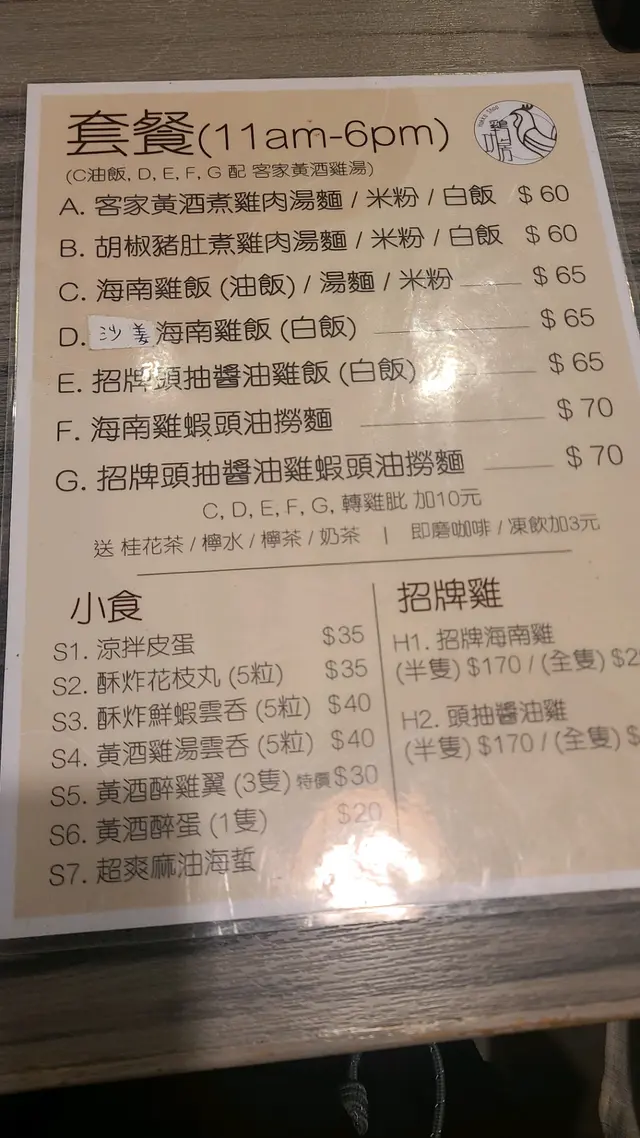 套餐(11am-6pm)
(C油飯, D, E, F, G 配 客家黃酒雞湯)
A. 客家黃酒煮雞肉湯麵 / 米粉 / 白飯 $ 60
B. 胡椒豬肚煮雞肉湯麵 / 米粉 / 白飯 $ 60
C. 海南雞飯 (油飯) / 湯麵 / 米粉 $ 65
D. 沙姜 海南雞飯 (白飯) $ 65
E. 招牌頭抽醬油雞飯 (白飯) $ 65
F. 海南雞蝦頭油撈麵 $ 70
G. 招牌頭抽醬油雞蝦頭油撈麵 $ 70
C, D, E, F, G, 轉雞肶 加10元
送 桂花茶 / 檸水 / 檸茶 / 奶茶 | 即磨咖啡 / 凍飲加3元
小食
S1. 涼拌皮蛋 $35
S2. 酥炸花枝丸 (5粒) $35
S3. 酥炸鮮蝦雲吞 (5粒) $40
S4. 黃酒雞湯雲吞 (5粒) $40
S5. 黃酒醉雞翼 (3隻) 特價$30
S6. 黃酒醉蛋 (1隻) $20
S7. 超爽麻油海蜇
招牌雞
H1. 招牌海南雞
(半隻) $170 / (全隻)
H2. 頭抽醬油雞
(半隻) $170 / (全隻)